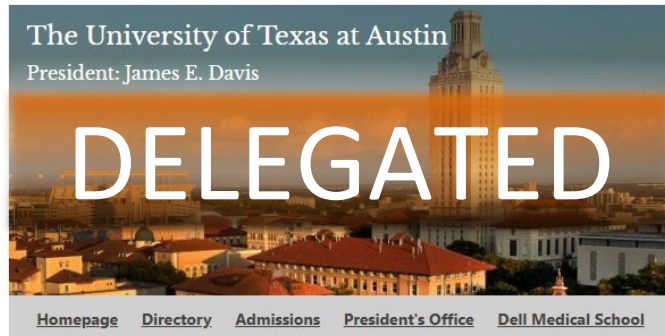 The University of Texas at Austin
President: James E. Davis
DELEGATED
Homepage Directory Admissions President's Office Dell Medical School